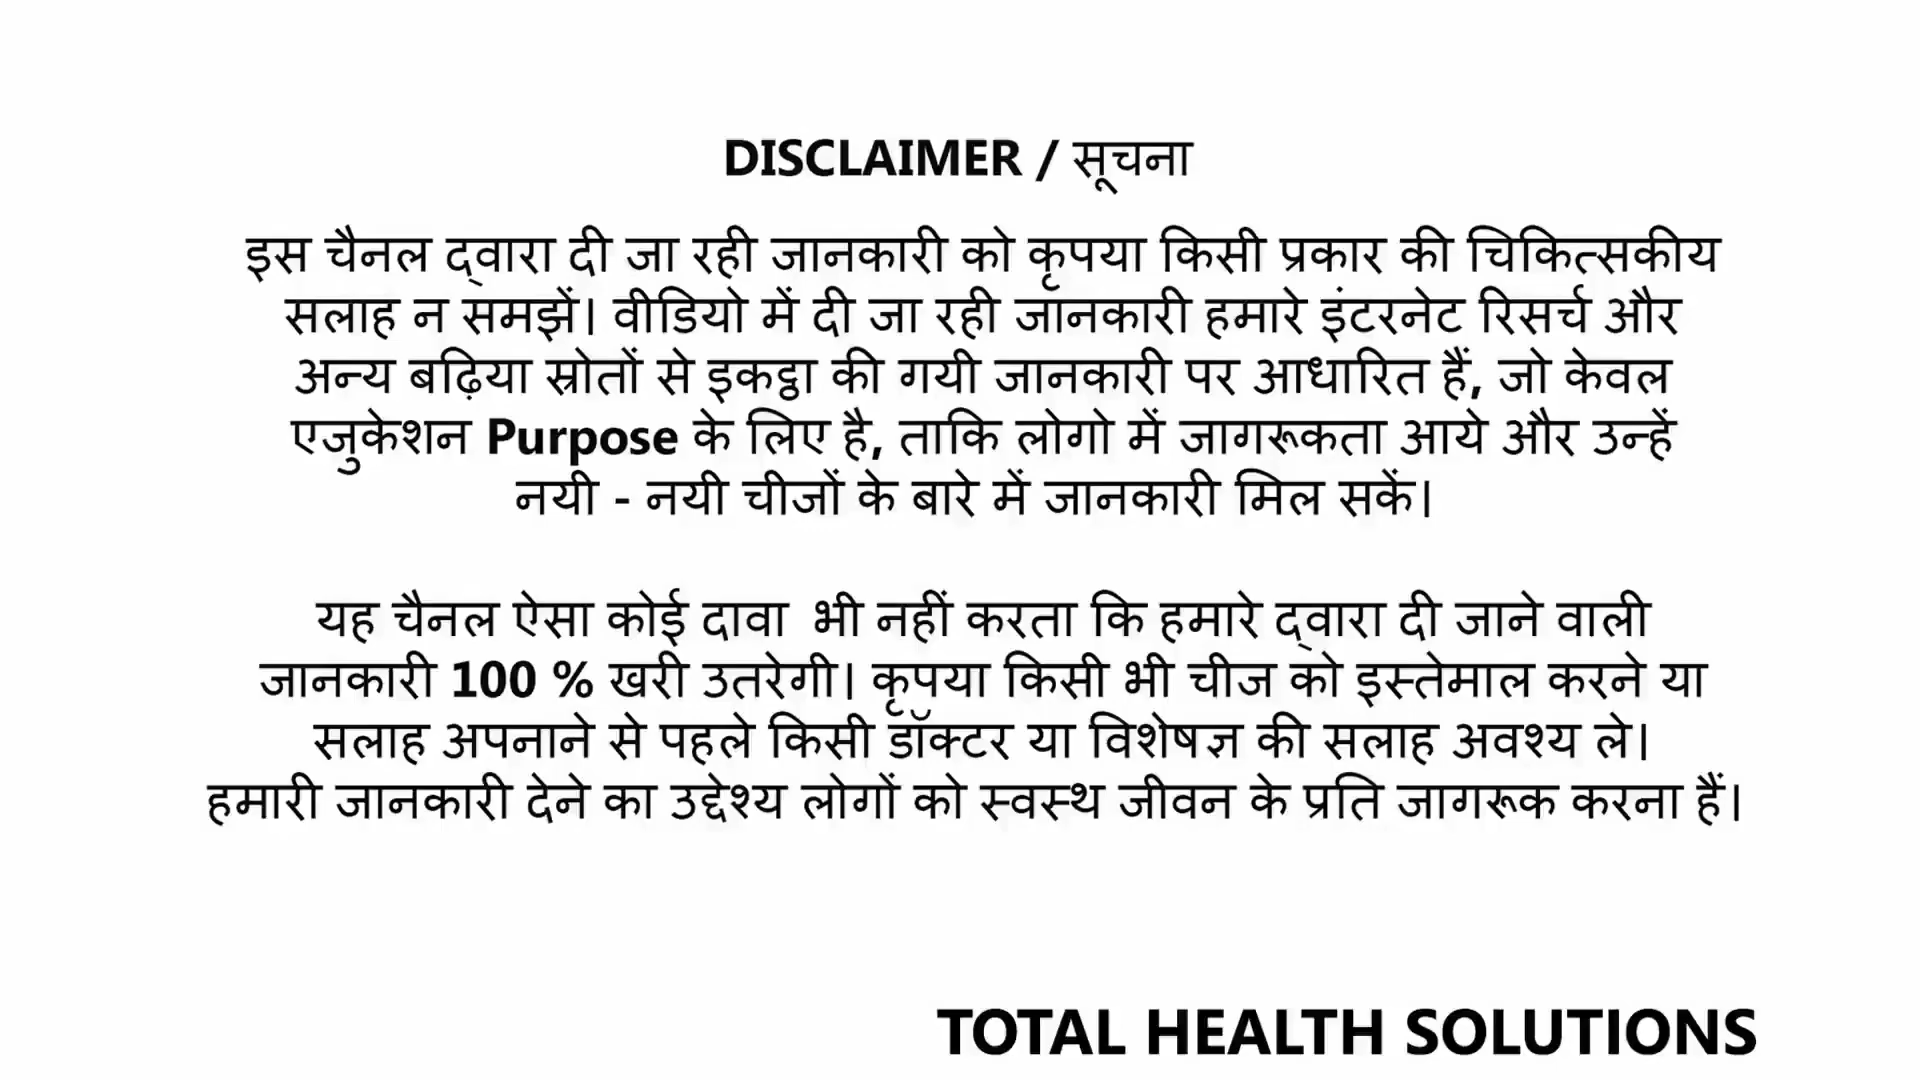 DISCLAIMER / सूचना
इस चैनल द्वारा दी जा रही जानकारी को कृपया किसी प्रकार की चिकित्सकीय
सलाह न समझें। वीडियो में दी जा रही जानकारी हमारे इंटरनेट रिसर्च और
अन्य बढ़िया स्रोतों से इकट्ठा की गयी जानकारी पर आधारित हैं, जो केवल
एजुकेशन Purpose के लिए है, ताकि लोगो में जागरूकता आये और उन्हें
नयी - नयी चीजों के बारे में जानकारी मिल सकें।
यह चैनल ऐसा कोई दावा भी नहीं करता कि हमारे द्वारा दी जाने वाली
जानकारी 100 % खरी उतरेगी। कृपया किसी भी चीज को इस्तेमाल करने या
सलाह अपनाने से पहले किसी डॉक्टर या विशेषज्ञ की सलाह अवश्य ले।
हमारी जानकारी देने का उद्देश्य लोगों को स्वस्थ जीवन के प्रति जागरूक करना हैं।
TOTAL HEALTH SOLUTIONS